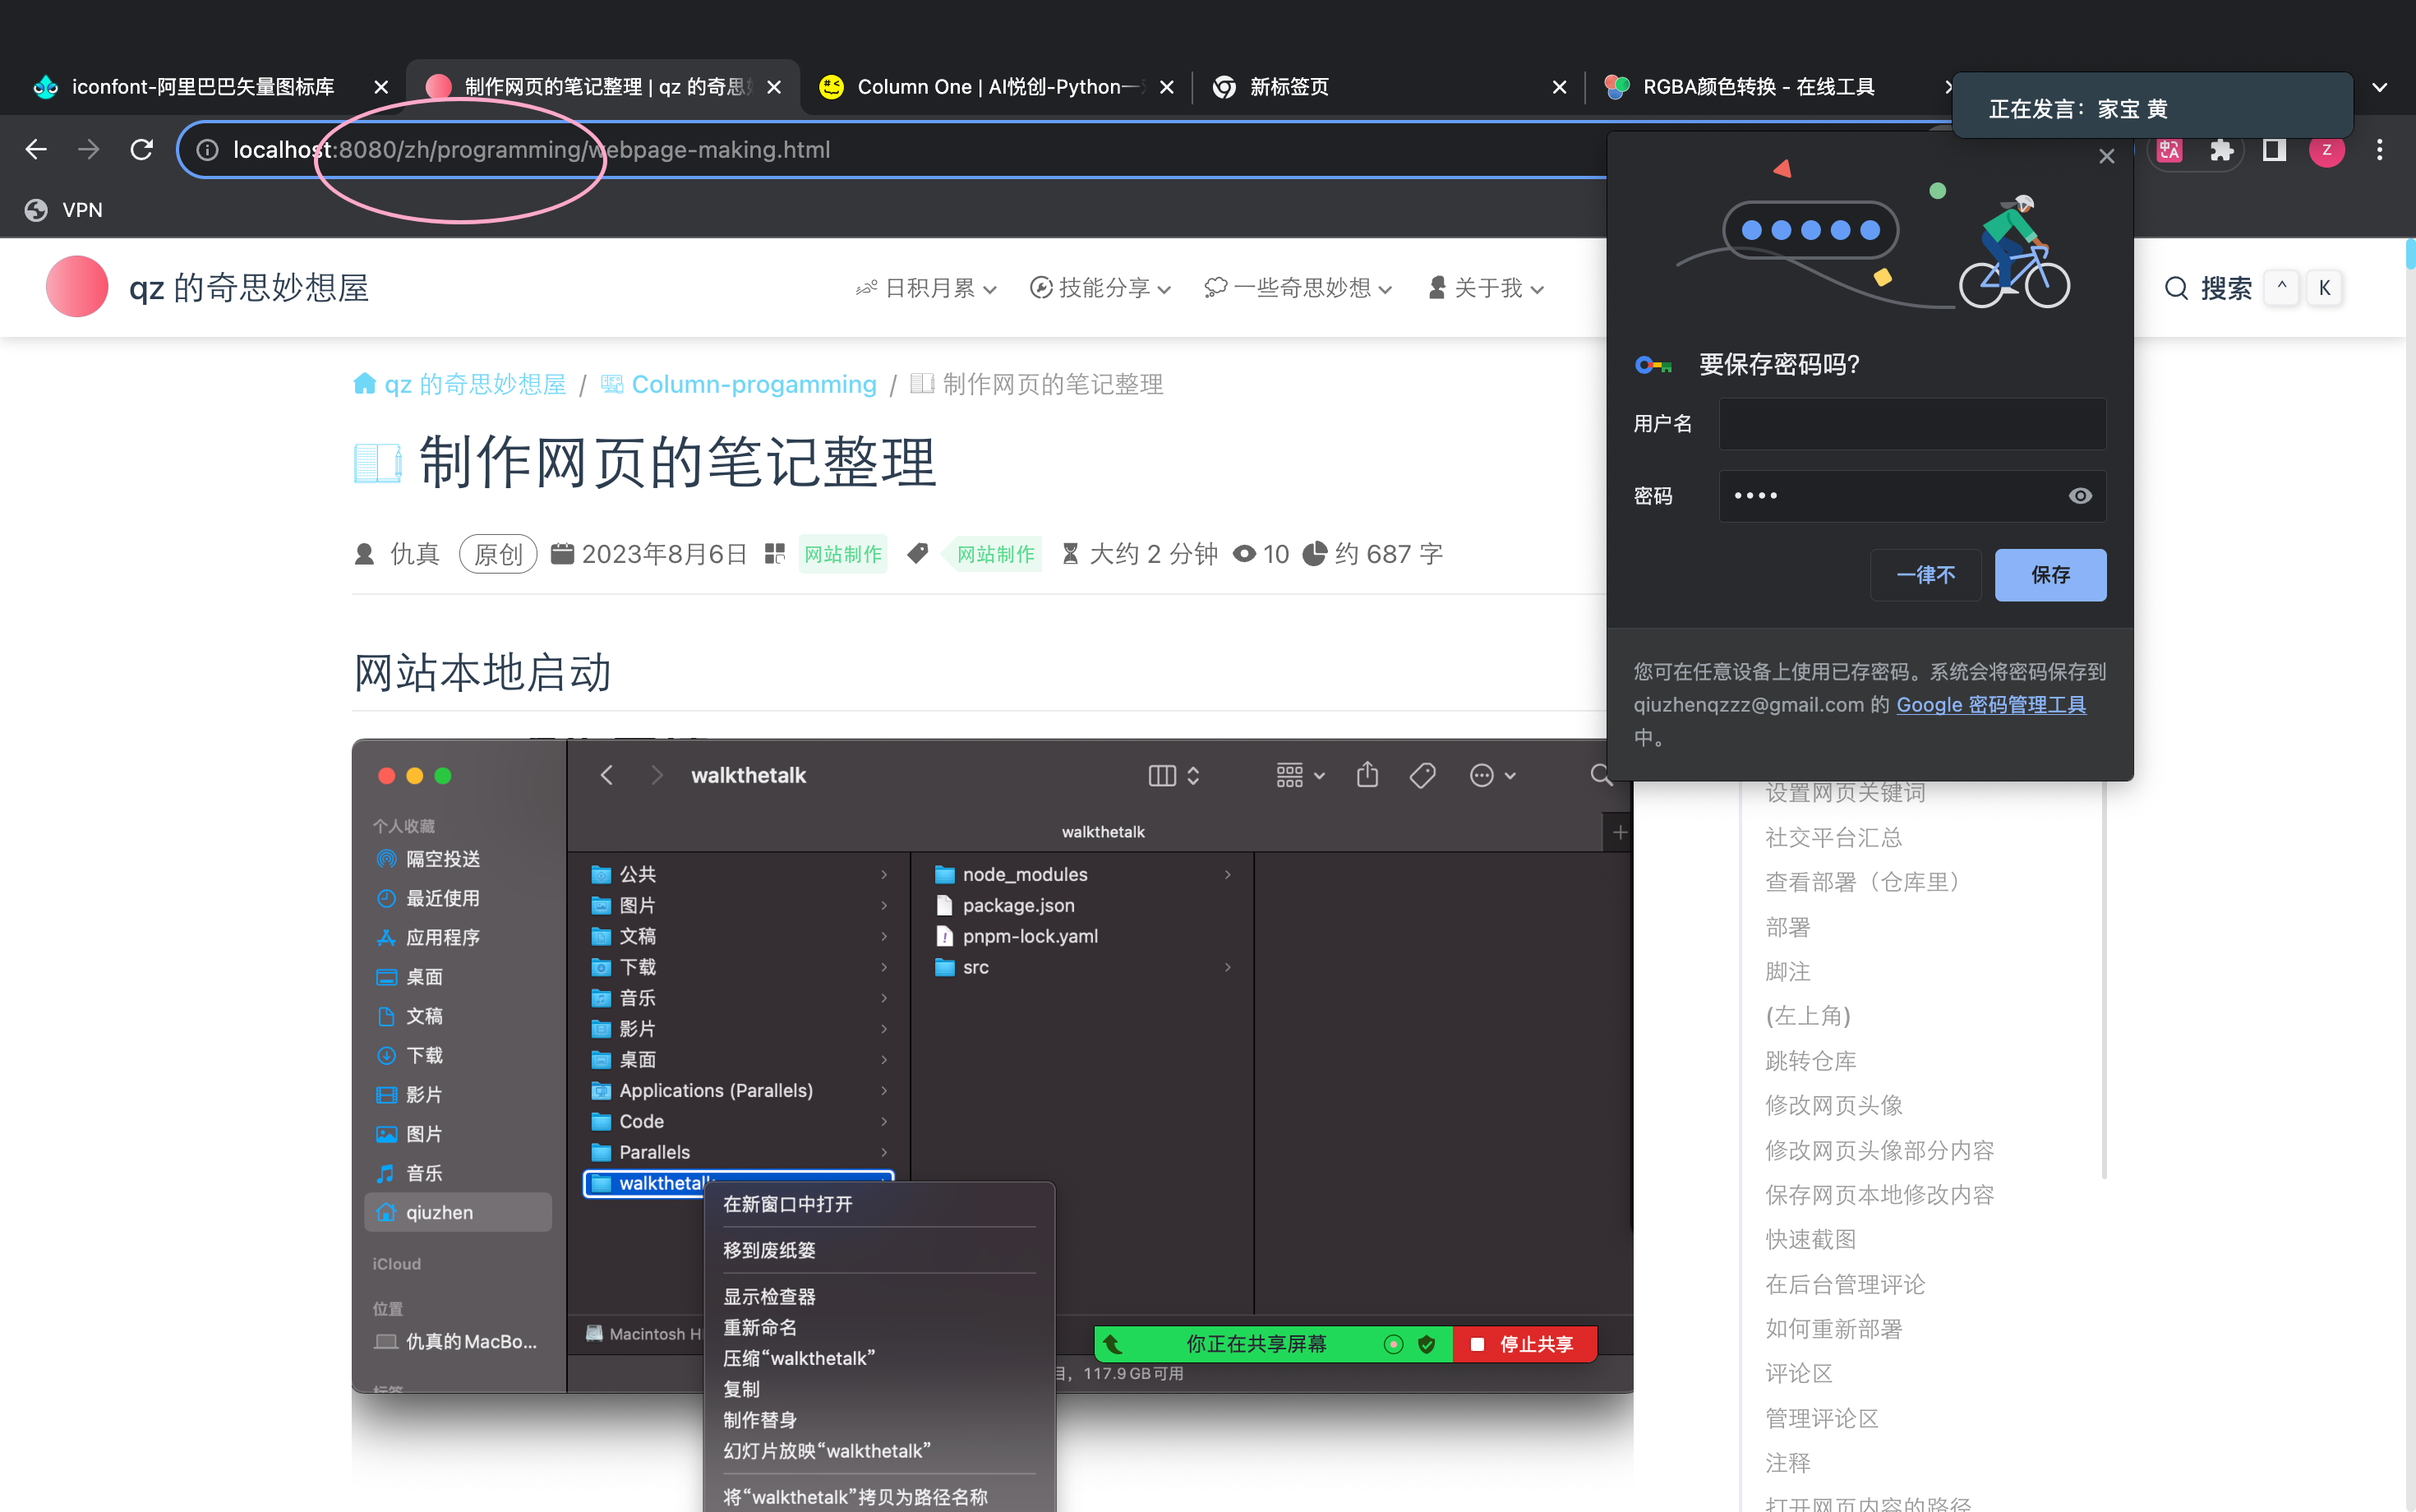 iconfont-阿里巴巴矢量图标库
制作网页的笔记整理 | qz 的奇思
Column One | AI悦创-Python一
新标签页
RGBA颜色转换 - 在线工具
正在发言：家宝 黄
localhost:8080/zh/programming/webpage-making.html
Z
VPN
qz 的奇思妙想屋
日积月累
技能分享
一些奇思妙想
关于我
搜索
^
K
qz 的奇思妙想屋 / Column-progamming / 制作网页的笔记整理
制作网页的笔记整理
仇真 原创 2023年8月6日 网站制作 网站制作 大约 2 分钟 10 约 687 字
网站本地启动
要保存密码吗？
用户名
密码
••••
一律不
保存
您可在任意设备上使用已存密码。系统会将密码保存到
qiuzhenqzzz@gmail.com 的 Google 密码管理工具
中。
walkthetalk
walkthetalk
个人收藏
隔空投送
最近使用
应用程序
桌面
文稿
下载
影片
图片
音乐
qiuzhen
iCloud
位置
仇真的MacBo...
标签
公共
图片
文稿
下载
音乐
影片
桌面
Applications (Parallels)
Code
Parallels
walkthetalk
node_modules
package.json
pnpm-lock.yaml
src
Macintosh H
117.9 GB可用
在新窗口中打开
移到废纸篓
显示检查器
重新命名
压缩“walkthetalk”
复制
制作替身
幻灯片放映“walkthetalk”
将“walkthetalk”拷贝为路径名称
你正在共享屏幕
停止共享
设置网页关键词
社交平台汇总
查看部署（仓库里）
部署
脚注
(左上角)
跳转仓库
修改网页头像
修改网页头像部分内容
保存网页本地修改内容
快速截图
在后台管理评论
如何重新部署
评论区
管理评论区
注释
打开网页内容的路径